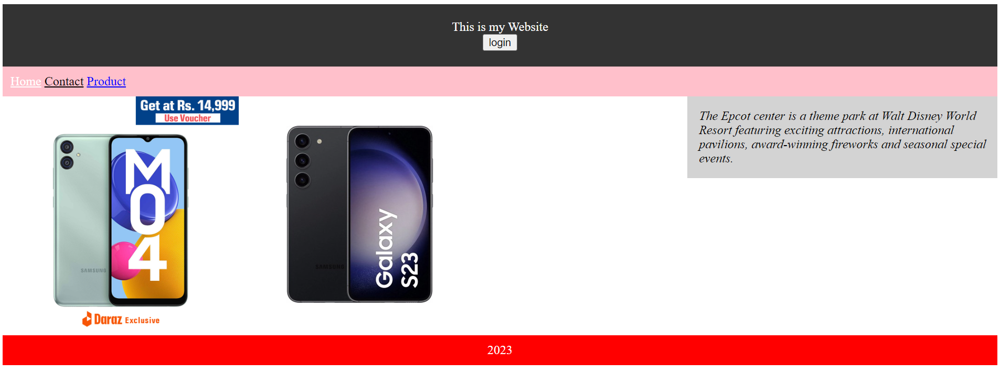 This is my Website
login
Home Contact Product
Get at Rs. 14,999
Use Voucher
M
0
4
SAMSUNG
Daraz Exclusive
SAMSUNG
Galaxy
S23
The Epcot center is a theme park at Walt Disney World
Resort featuring exciting attractions, international
pavilions, award-winning fireworks and seasonal special
events.
2023